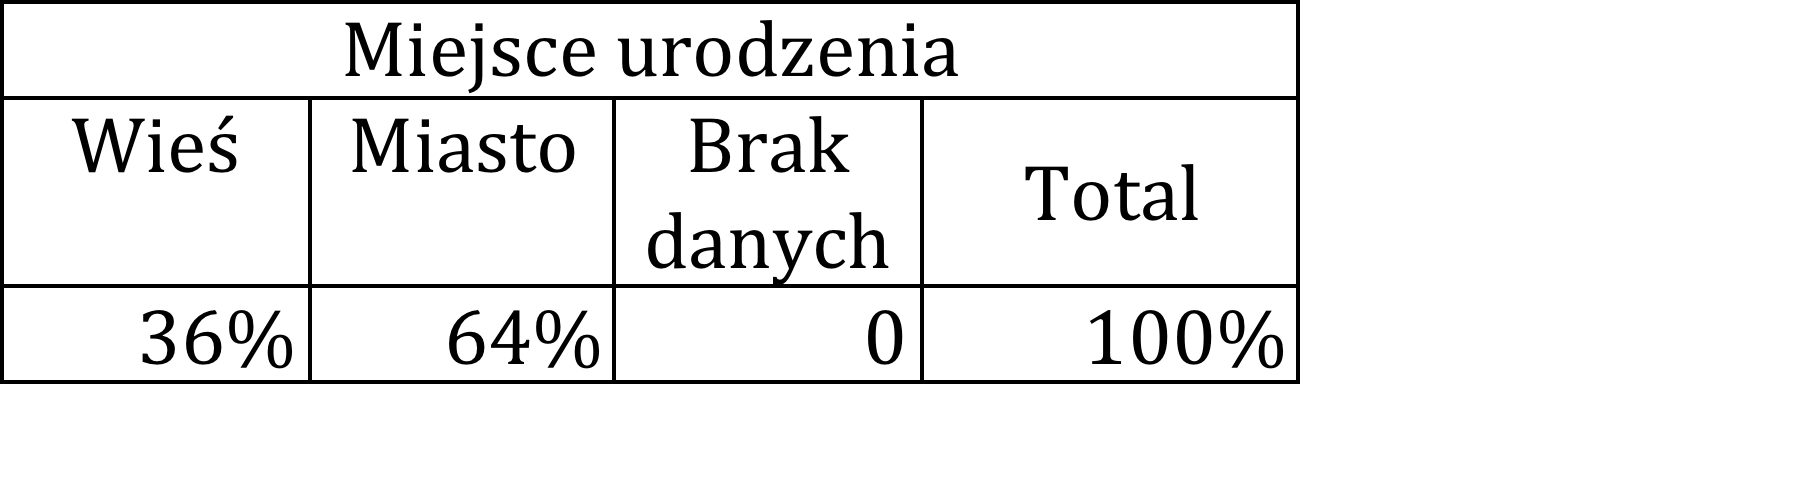 Miejsce urodzenia
Wieś Miasto Brak danych Total
36% 64% 0 100%